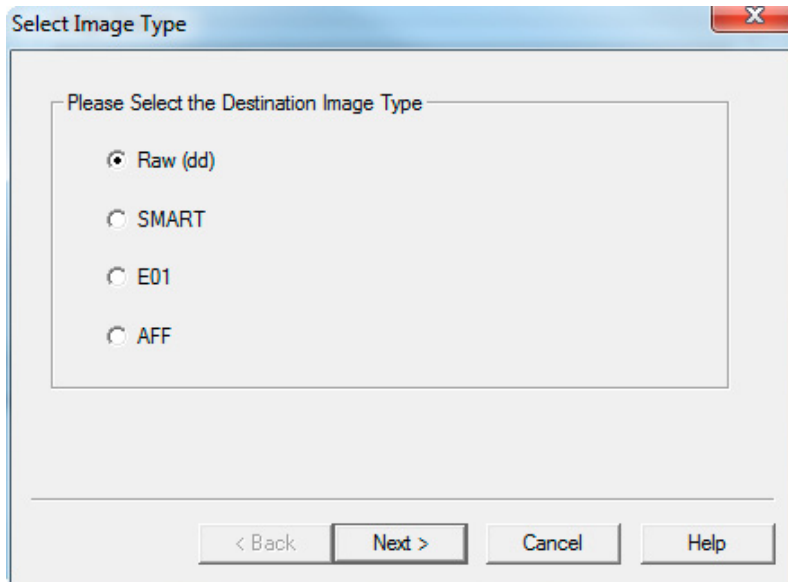 Select Image Type
Please Select the Destination Image Type
Raw (dd)
SMART
E01
AFF
< Back Next > Cancel Help